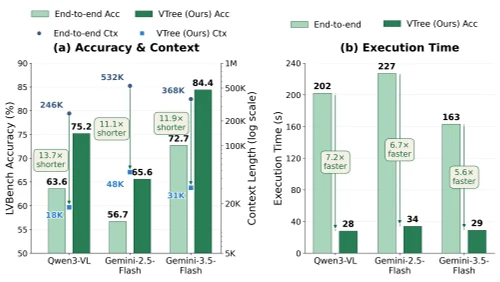 End-to-end Acc
VTree (Ours) Acc
End-to-end Ctx
VTree (Ours) Ctx
(a) Accuracy & Context
LVBench Accuracy (%)
90
85
80
75
70
65
60
55
50
246K
532K
368K
84.4
75.2
72.7
65.6
63.6
56.7
13.7×
shorter
11.1×
shorter
11.9×
shorter
18K
48K
31K
1M
500K
200K
100K
20K
5K
Context Length (log scale)
Qwen3-VL
Gemini-2.5-
Flash
Gemini-3.5-
Flash
End-to-end
VTree (Ours)
(b) Execution Time
Execution Time (s)
240
200
160
120
80
40
0
202
227
163
7.2×
faster
6.7×
faster
5.6×
faster
28
34
29
Qwen3-VL
Gemini-2.5-
Flash
Gemini-3.5-
Flash